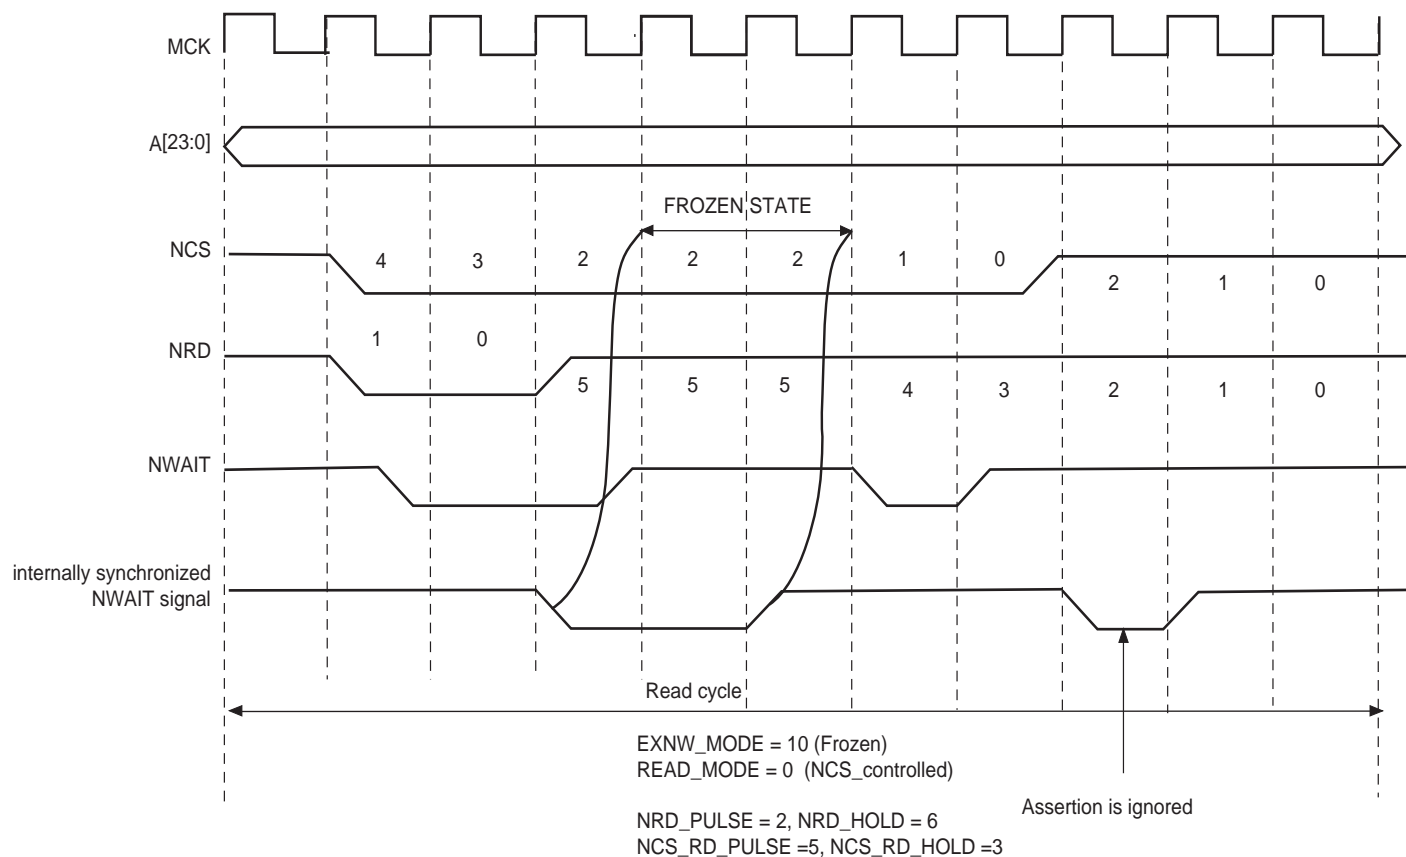 MCK
A[23:0]
FROZEN STATE
NCS
4 3 2 2 2 1 0
2 1 0
1 0
NRD
5 5 5 4 3 2 1 0
NWAIT
internally synchronized
NWAIT signal
Read cycle
EXNW_MODE = 10 (Frozen)
READ_MODE = 0 (NCS_controlled)
Assertion is ignored
NRD_PULSE = 2, NRD_HOLD = 6
NCS_RD_PULSE =5, NCS_RD_HOLD =3